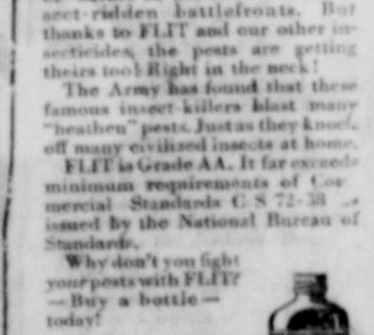 sect-ridden battlefronts. But
thanks to FLIT and our other in-
secticides, the pests are getting
theirs too! Right in the neck!
The Army has found that these
famous insect-killers blast many
"heathen" pests. Just as they knock
off many civilized insects at home.
FLIT is Grade AA. It far exceeds
minimum requirements of Com-
mercial Standards C S 72-38 as
issued by the National Bureau of
Standards.
Why don't you fight
your pests with FLIT?
—Buy a bottle—
today!